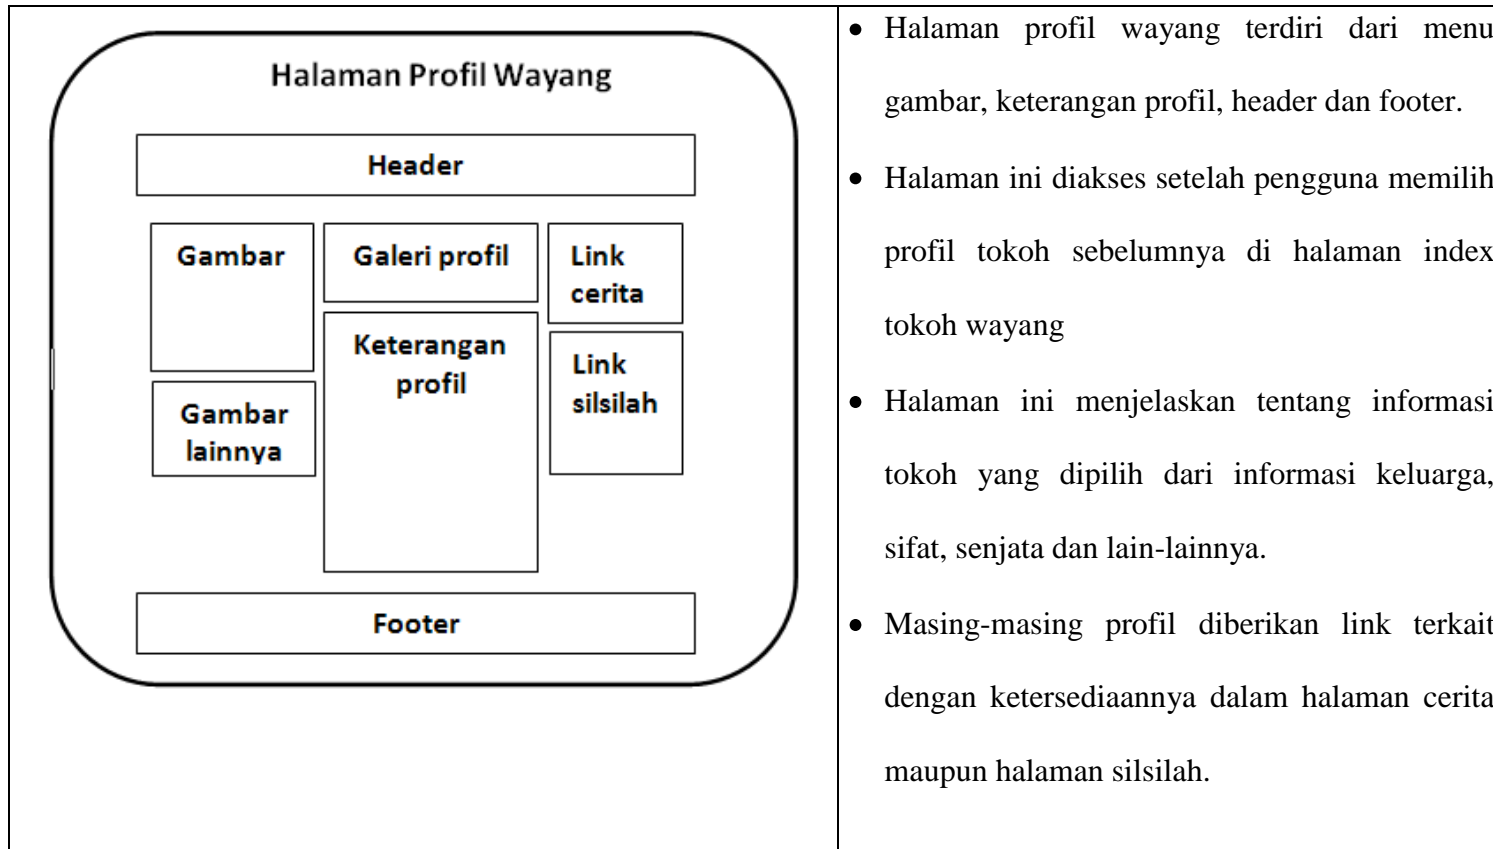 Halaman Profil Wayang
Header
Gambar
Galeri profil
Link
cerita
Keterangan
profil
Link
silsilah
Gambar
lainnya
Footer
• Halaman profil wayang terdiri dari menu
gambar, keterangan profil, header dan footer.
• Halaman ini diakses setelah pengguna memilih
profil tokoh sebelumnya di halaman index
tokoh wayang
• Halaman ini menjelaskan tentang informasi
tokoh yang dipilih dari informasi keluarga,
sifat, senjata dan lain-lainnya.
• Masing-masing profil diberikan link terkait
dengan ketersediaannya dalam halaman cerita
maupun halaman silsilah.